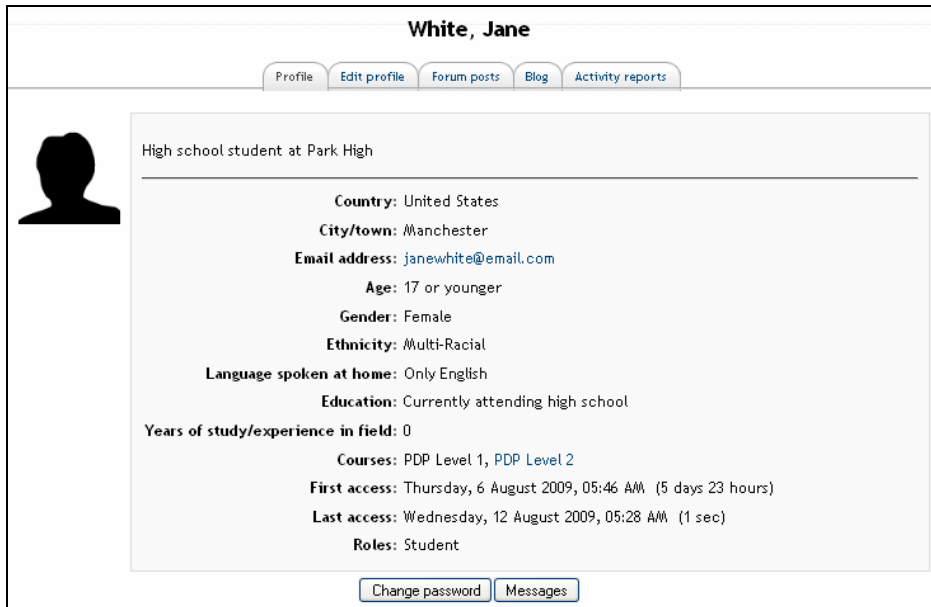 White, Jane
Profile Edit profile Forum posts Blog Activity reports
High school student at Park High
Country: United States
City/town: Manchester
Email address: janewhite@email.com
Age: 17 or younger
Gender: Female
Ethnicity: Multi-Racial
Language spoken at home: Only English
Education: Currently attending high school
Years of study/experience in field: 0
Courses: PDP Level 1, PDP Level 2
First access: Thursday, 6 August 2009, 05:46 AM (5 days 23 hours)
Last access: Wednesday, 12 August 2009, 05:28 AM (1 sec)
Roles: Student
Change password Messages